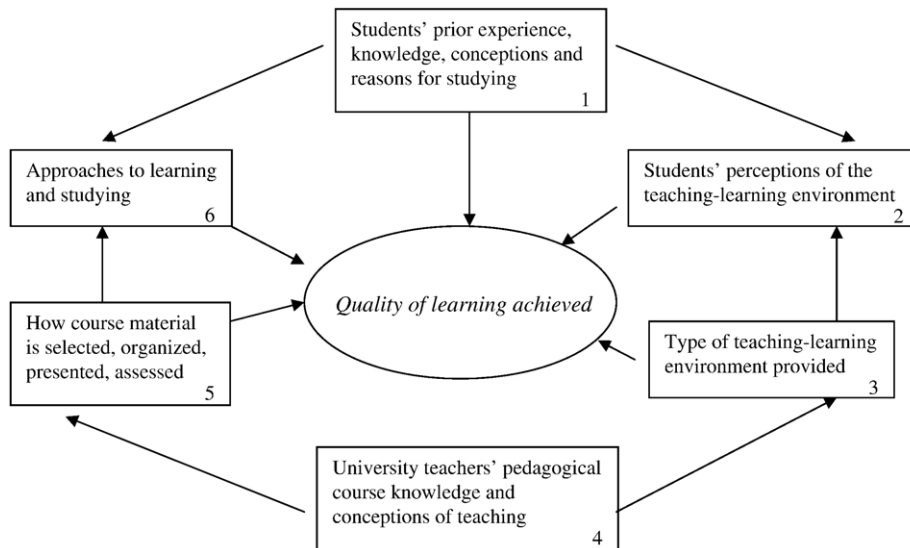 Students’ prior experience,
knowledge, conceptions and
reasons for studying
1
Approaches to learning
and studying
6
Students’ perceptions of the
teaching-learning environment
2
Quality of learning achieved
How course material
is selected, organized,
presented, assessed
5
Type of teaching-learning
environment provided
3
University teachers’ pedagogical
course knowledge and
conceptions of teaching
4